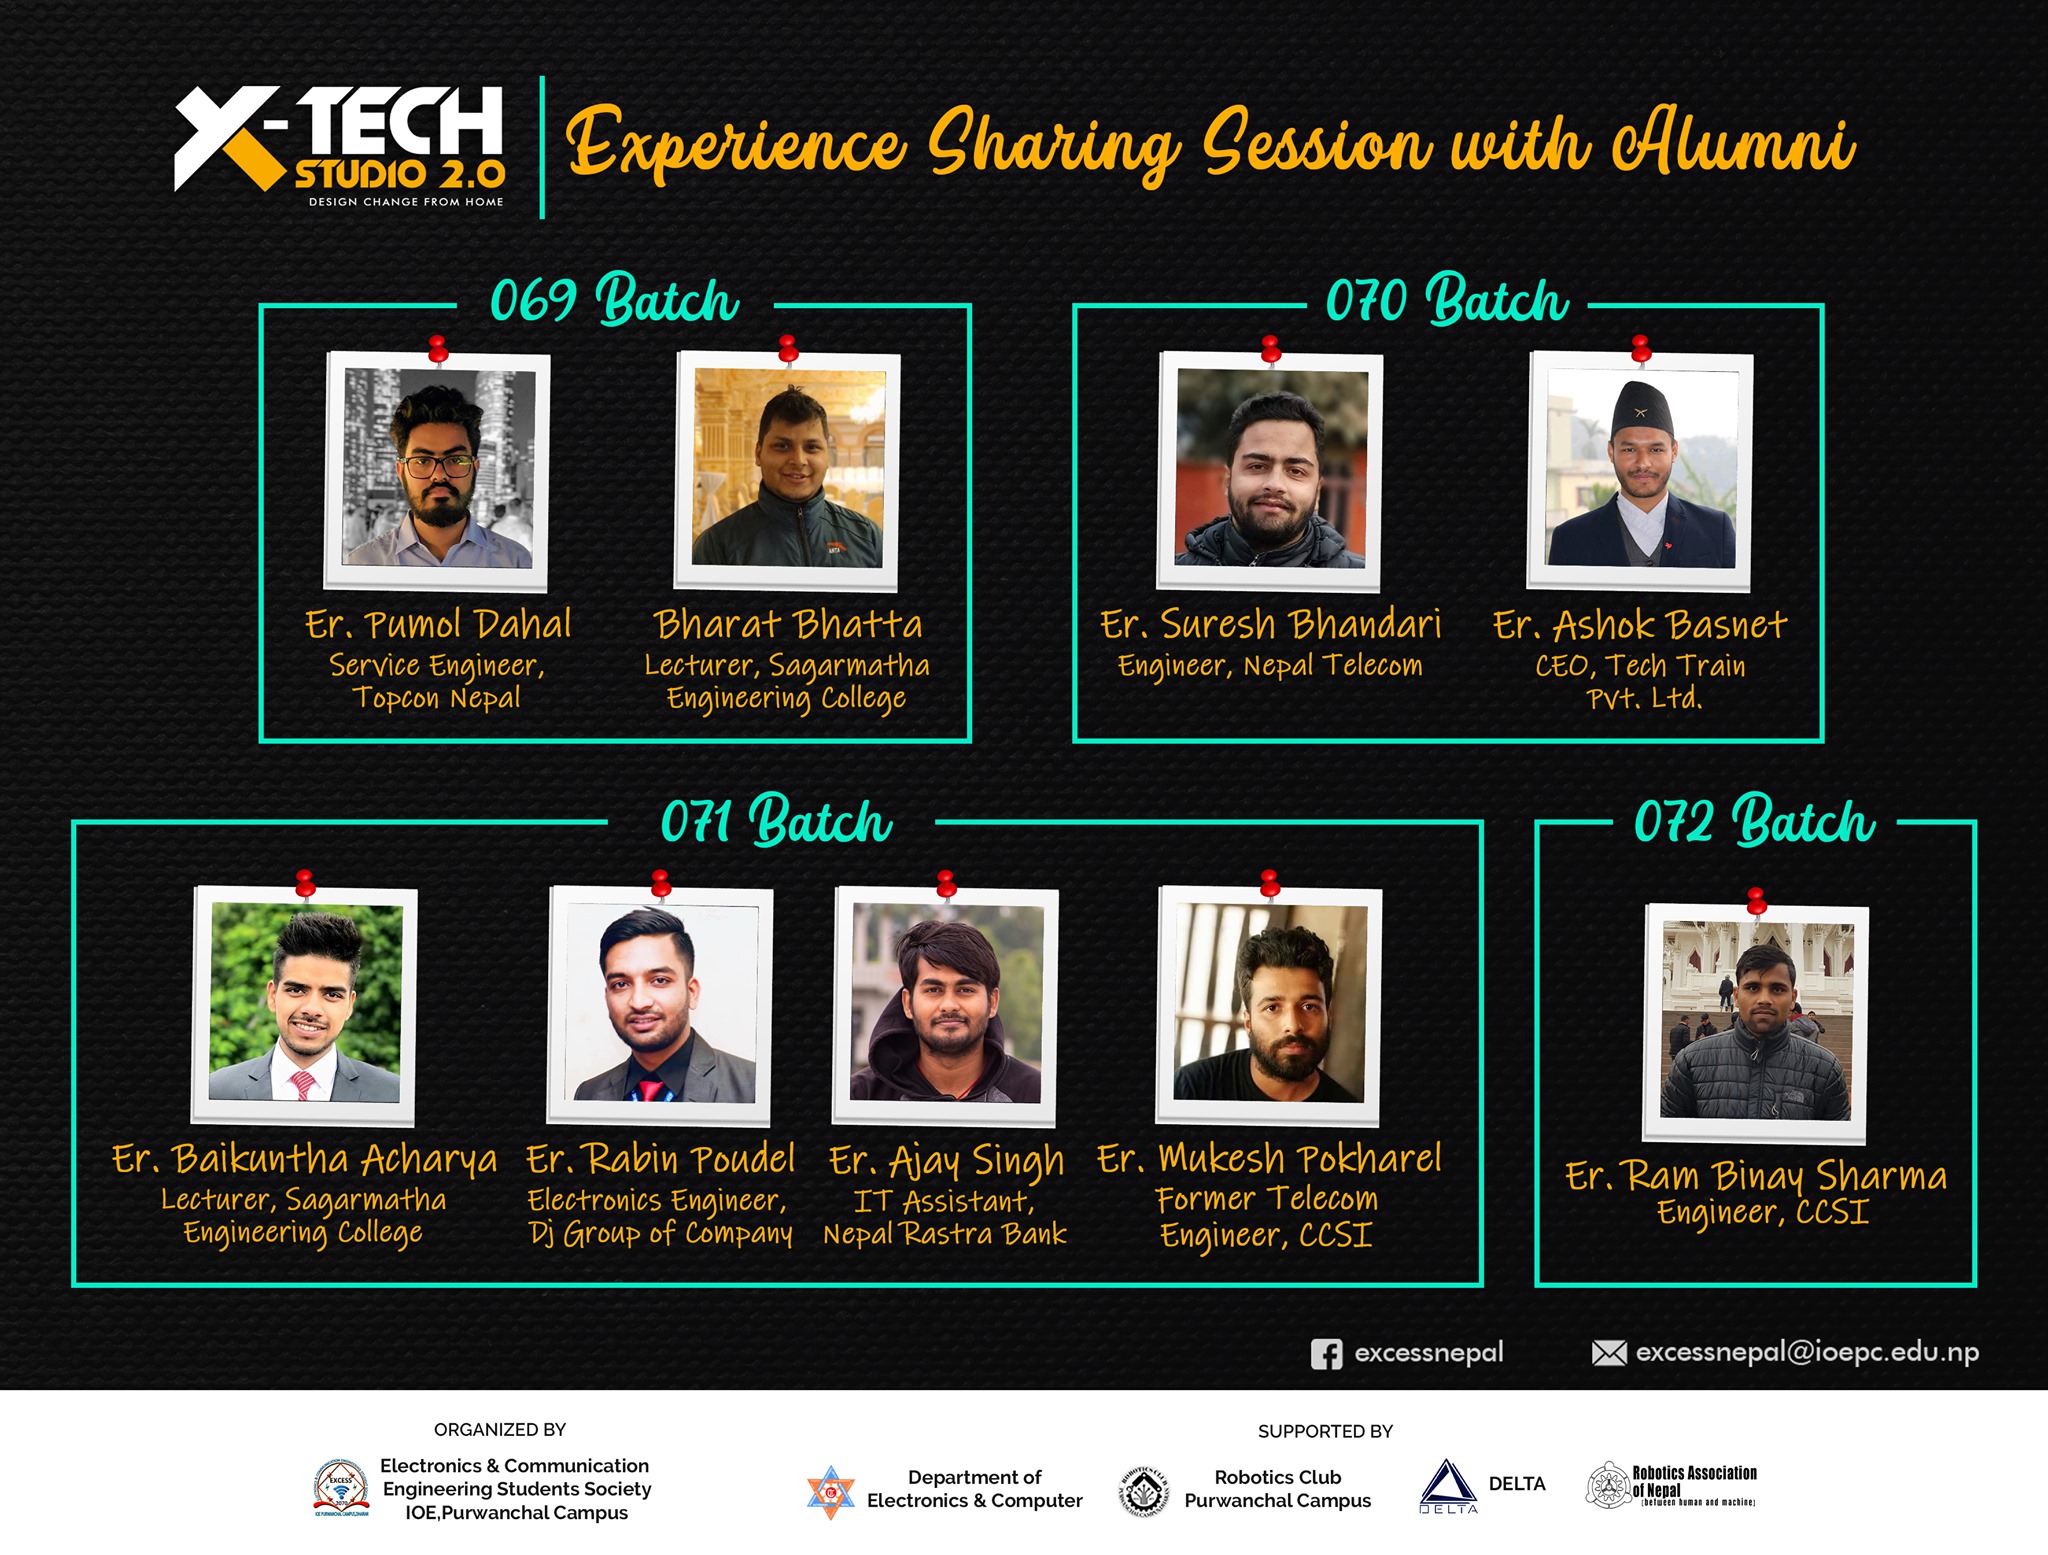 X-TECH
STUDIO 2.0
DESIGN CHANGE FROM HOME
Experience Sharing Session with Alumni
069 Batch
Er. Pumol Dahal
Service Engineer,
Topcon Nepal
Bharat Bhatta
Lecturer, Sagarmatha
Engineering College
070 Batch
Er. Suresh Bhandari
Engineer, Nepal Telecom
Er. Ashok Basnet
CEO, Tech Train
Pvt. Ltd.
071 Batch
Er. Baikuntha Acharya
Lecturer, Sagarmatha
Engineering College
Er. Rabin Poudel
Electronics Engineer,
Dj Group of Company
Er. Ajay Singh
IT Assistant,
Nepal Rastra Bank
Er. Mukesh Pokharel
Former Telecom
Engineer, CCSI
072 Batch
Er. Ram Binay Sharma
Engineer, CCSI
excessnepal
excessnepal@ioepc.edu.np
ORGANIZED BY
EXCESS
2070
Electronics & Communication
Engineering Students Society
IOE,Purwanchal Campus
SUPPORTED BY
Department of
Electronics & Computer
Robotics Club
Purwanchal Campus
DELTA
DELTA
Robotics Association
of Nepal
[between human and machine]